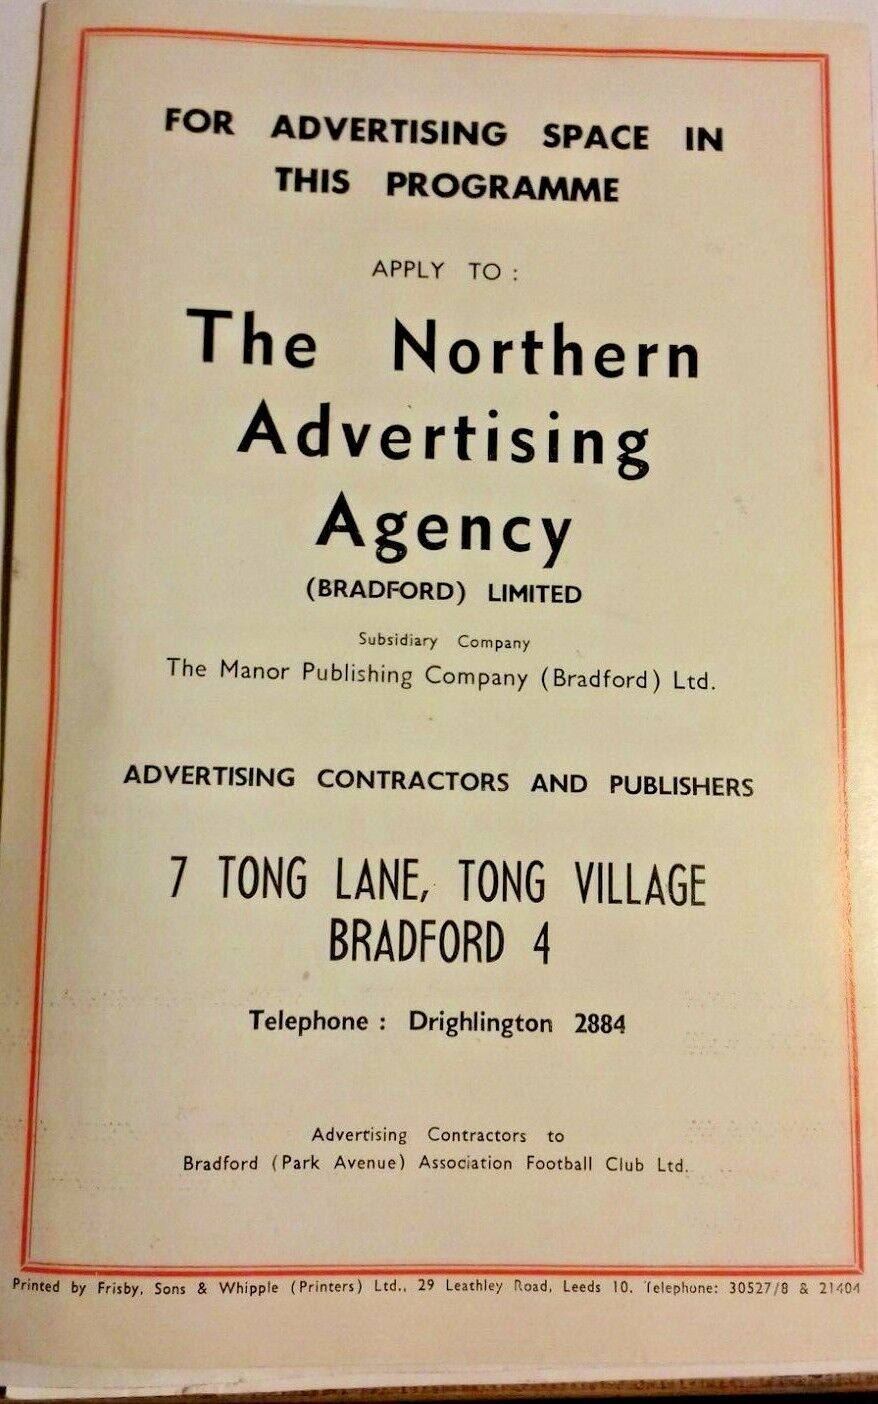 FOR ADVERTISING SPACE IN
THIS PROGRAMME
APPLY TO :
The Northern
Advertising
Agency
(BRADFORD) LIMITED
Subsidiary Company
The Manor Publishing Company (Bradford) Ltd.
ADVERTISING CONTRACTORS AND PUBLISHERS
7 TONG LANE, TONG VILLAGE
BRADFORD 4
Telephone : Drighlington 2884
Advertising Contractors to
Bradford (Park Avenue) Association Football Club Ltd.
Printed by Frisby, Sons & Whipple (Printers) Ltd., 29 Leathley Road, Leeds 10. Telephone: 30527/8 & 21404